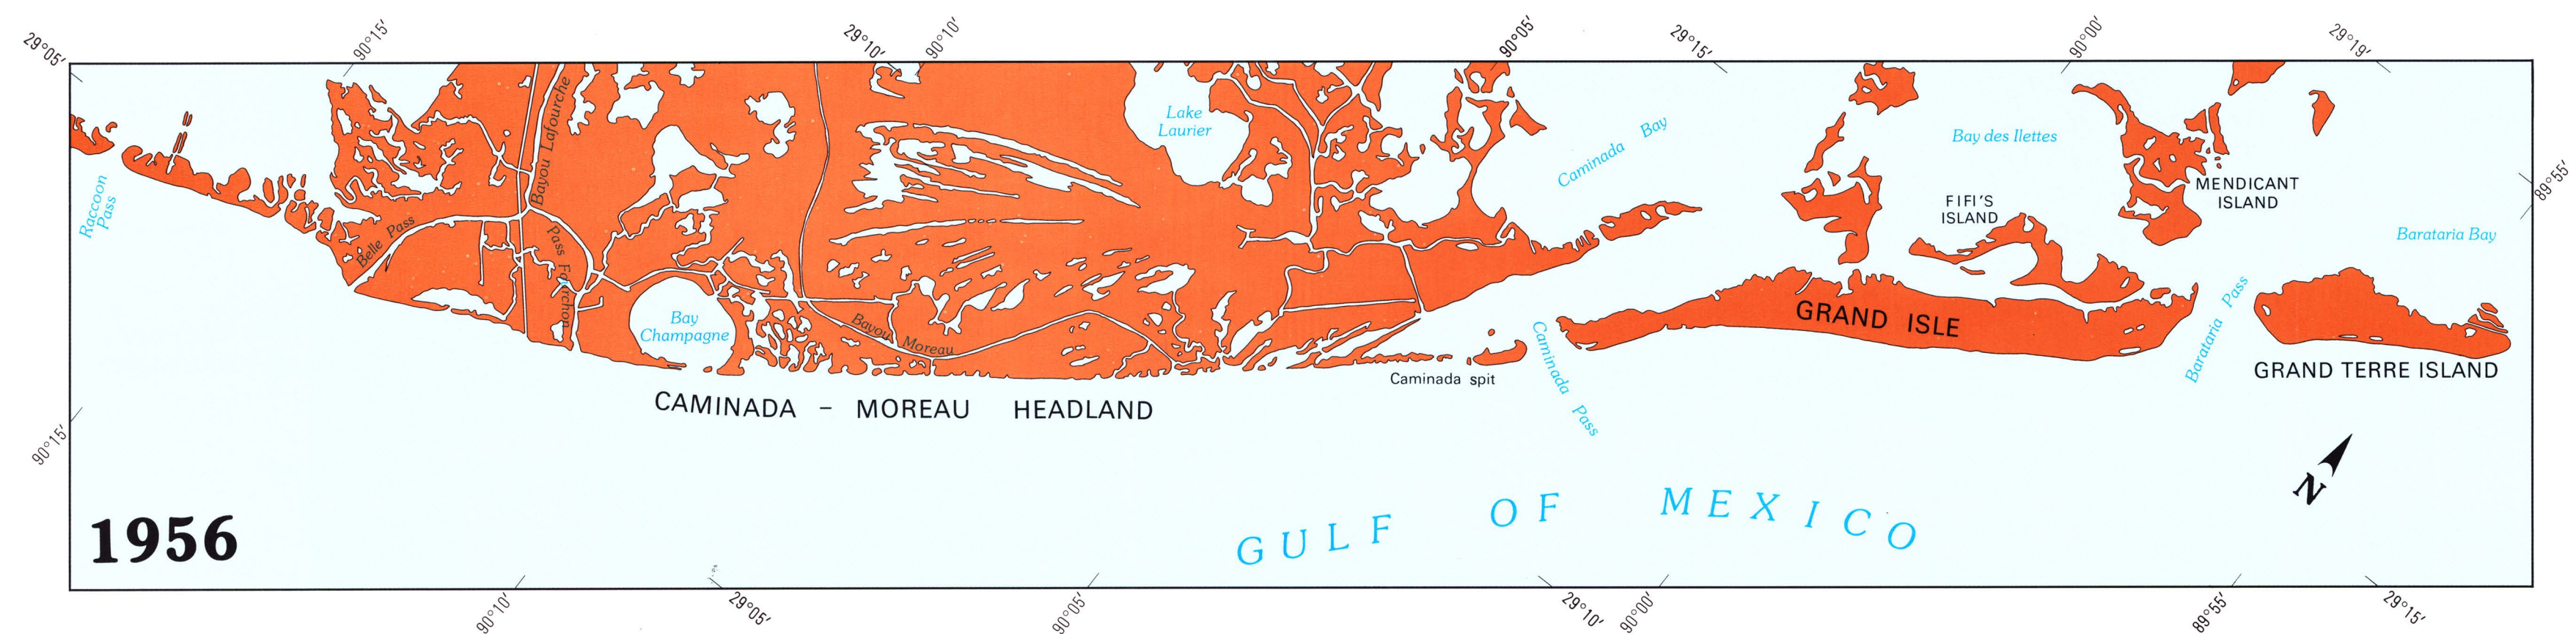 29°05′
90°15′
29°10′
90°10′
90°05′
29°15′
90°00′
29°19′
Raccoon
Pass
Belle Pass
Bayou Lafourche
Pass Fourchou
Bay
Champagne
Bayou Moreau
Lake
Laurier
Caminada Bay
Bay des Ilettes
FIFI'S
ISLAND
MENDICANT
ISLAND
89°55′
Barataria Bay
GRAND ISLE
Barataria Pass
GRAND TERRE ISLAND
Caminada spit
Caminada Pass
CAMINADA – MOREAU HEADLAND
90°15′
N
GULF OF MEXICO
1956
90°10′
29°05′
90°05′
29°10′
90°00′
89°55′
29°15′